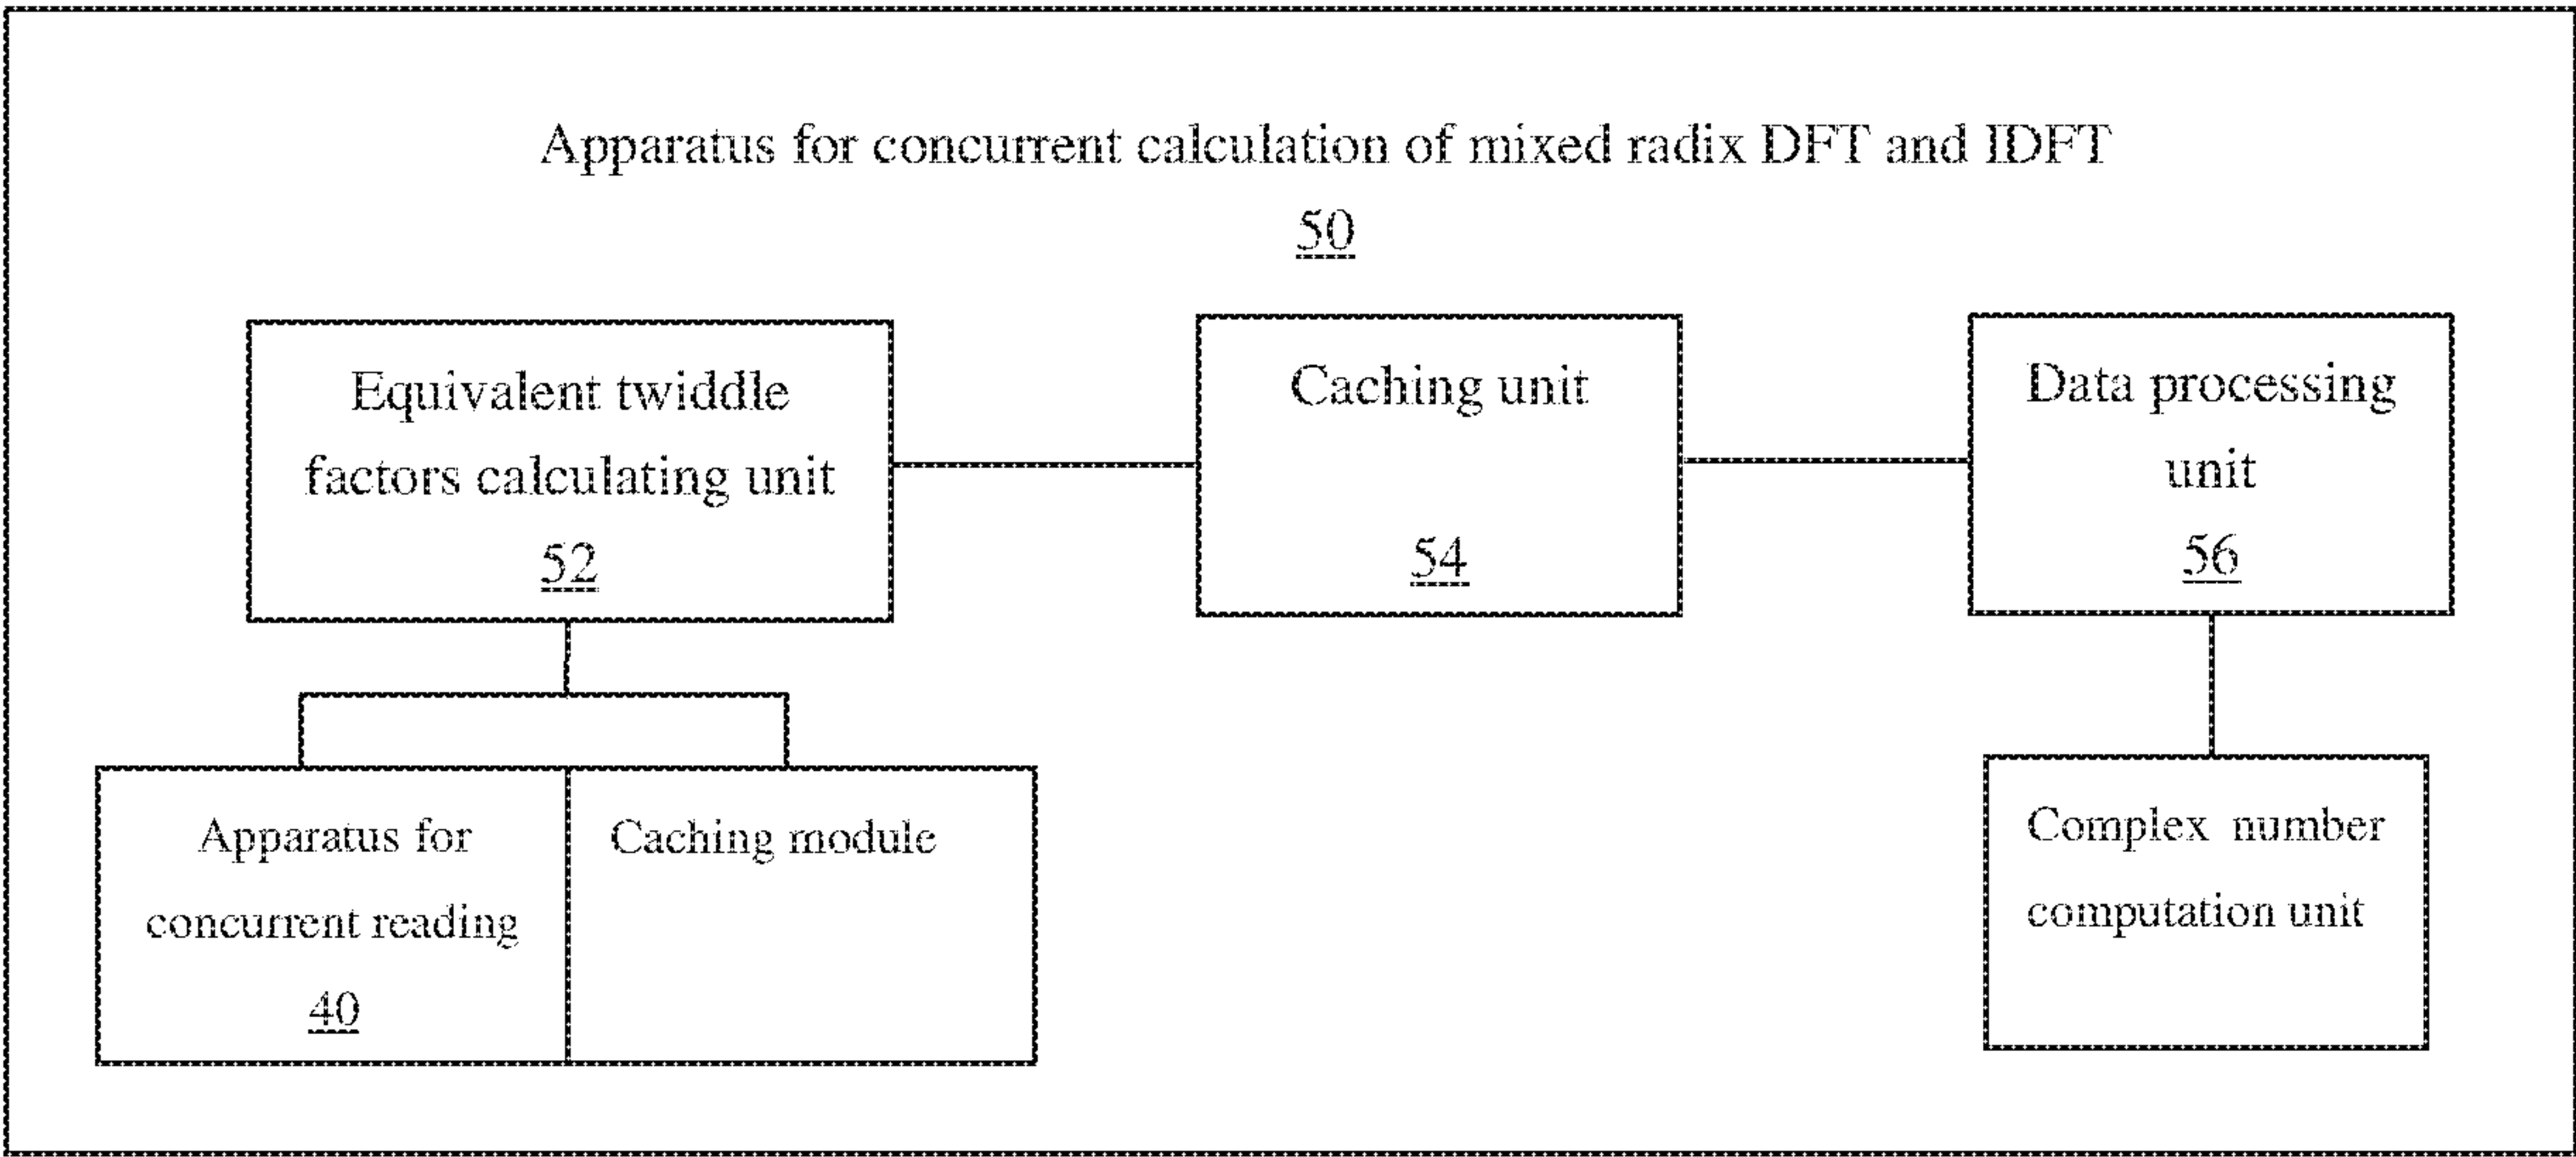 Apparatus for concurrent calculation of mixed radix DFT and IDFT
50
Equivalent twiddle
factors calculating unit
52
Caching unit
54
Data processing
unit
56
Apparatus for
concurrent reading
40
Caching module
Complex number
computation unit